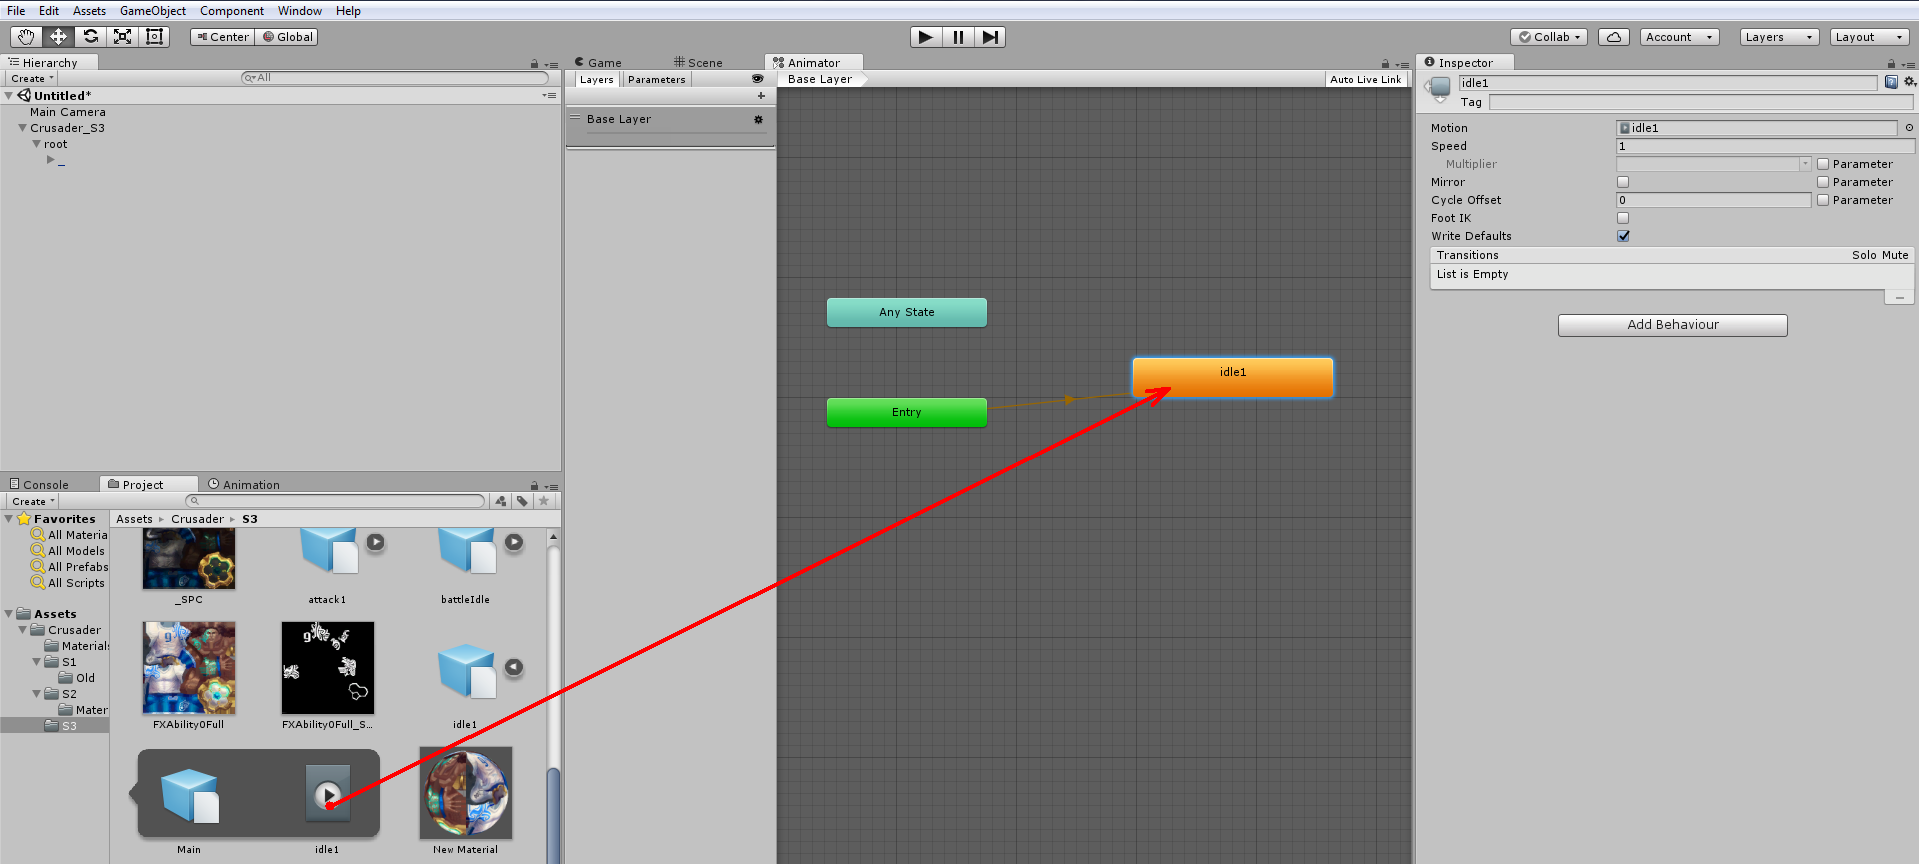 File Edit Assets GameObject Component Window Help
Center Global Collab Account Layers Layout
Hierarchy
Create All
Untitled*
Main Camera
Crusader_S3
root
_
Game Scene Animator
Layers Parameters Base Layer Auto Live Link
Base Layer
Any State
Entry
idle1
Inspector
idle1
Tag
Motion idle1
Speed 1
Multiplier Parameter
Mirror Parameter
Cycle Offset 0 Parameter
Foot IK
Write Defaults
Transitions Solo Mute
List is Empty
Add Behaviour
Console Project Animation
Create
Favorites
All Materia
All Models
All Prefabs
All Scripts
Assets
Crusader
Materials
S1
Old
S2
Mater
S3
Assets Crusader S3
_SPC attack1 battleIdle
FXAbility0Full FXAbility0Full_S... idle1
Main idle1 New Material